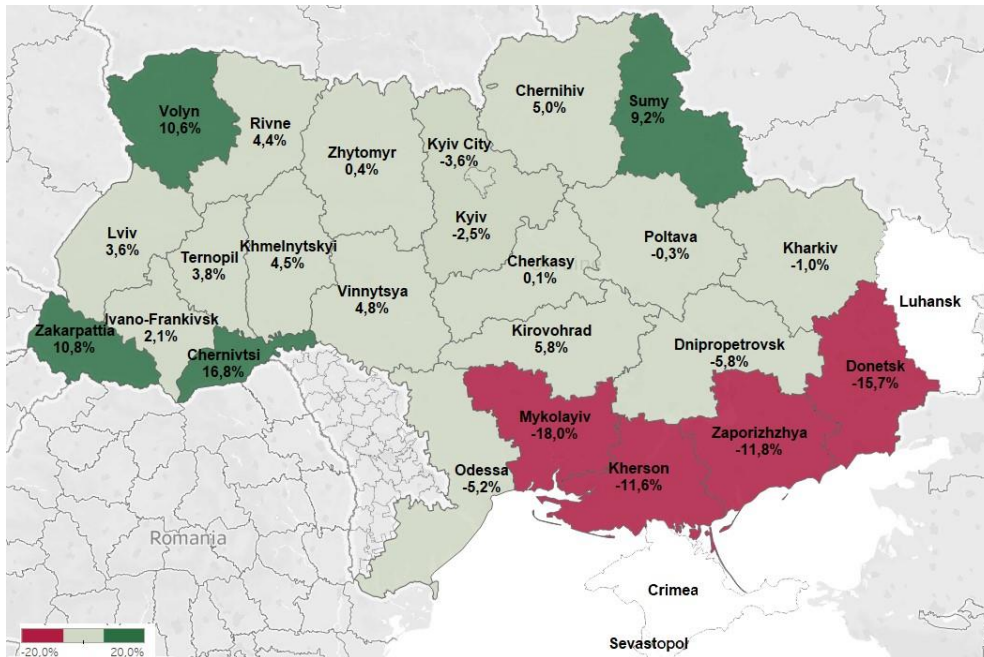 Volyn
10,6%
Rivne
4,4%
Zhytomyr
0,4%
Kyiv City
-3,6%
Chernihiv
5,0%
Sumy
9,2%
Lviv
3,6%
Ternopil
3,8%
Khmelnytskyi
4,5%
Kyiv
-2,5%
Cherkasy
0,1%
Poltava
-0,3%
Kharkiv
-1,0%
Luhansk
Zakarpattia
10,8%
Ivano-Frankivsk
2,1%
Chernivtsi
16,8%
Vinnytsya
4,8%
Kirovohrad
5,8%
Dnipropetrovsk
-5,8%
Donetsk
-15,7%
Mykolayiv
-18,0%
Zaporizhzhya
-11,8%
Odessa
-5,2%
Kherson
-11,6%
Romania
Crimea
Sevastopol
-20,0%
20,0%